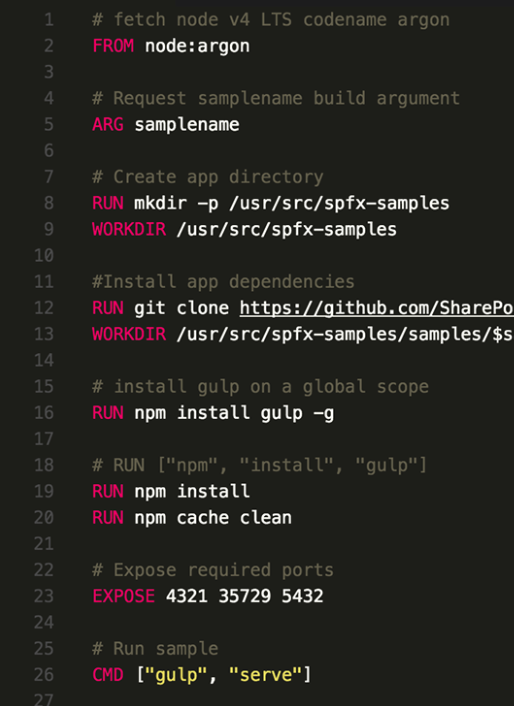 1 # fetch node v4 LTS codename argon
2 FROM node:argon
3
4 # Request samplename build argument
5 ARG samplename
6
7 # Create app directory
8 RUN mkdir -p /usr/src/spfx-samples
9 WORKDIR /usr/src/spfx-samples
10
11 #Install app dependencies
12 RUN git clone https://github.com/SharePo
13 WORKDIR /usr/src/spfx-samples/samples/$s
14
15 # install gulp on a global scope
16 RUN npm install gulp -g
17
18 # RUN ["npm", "install", "gulp"]
19 RUN npm install
20 RUN npm cache clean
21
22 # Expose required ports
23 EXPOSE 4321 35729 5432
24
25 # Run sample
26 CMD ["gulp", "serve"]
27